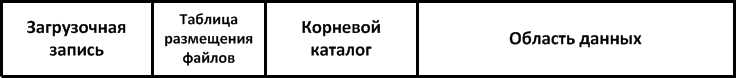 Загрузочная
запись
Таблица
размещения
файлов
Корневой
каталог
Область данных